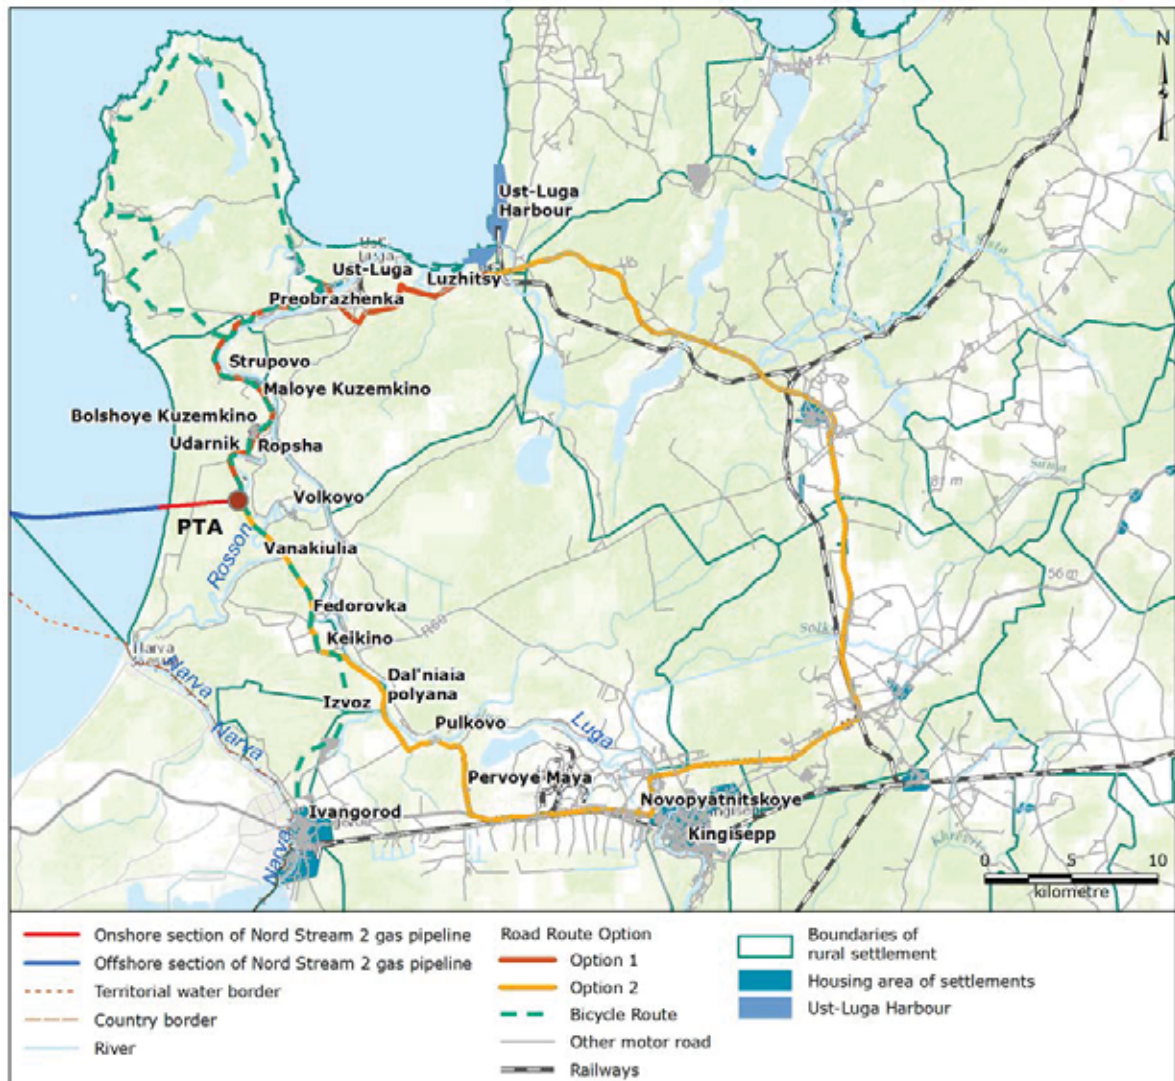 N
Ust-Luga
Harbour
Ust-Luga
Luzhitsy
Preobrazhenka
Strupovo
Maloye Kuzemkino
Bolshoye Kuzemkino
Udarnik
Ropsha
Volkovo
PTA
Rosson
Vanakiulia
Fedorovka
Keikino
Narva
Narva
Dal'niaia
polyana
Izvoz
Pulkovo
Luga
Pervoye Maya
Novopyatnitskoye
Kingisepp
Ivangorod
Narva
81 m
56 m
0 5 10
kilometre
Onshore section of Nord Stream 2 gas pipeline
Offshore section of Nord Stream 2 gas pipeline
Territorial water border
Country border
River
Road Route Option
Option 1
Option 2
Bicycle Route
Other motor road
Railways
Boundaries of
rural settlement
Housing area of settlements
Ust-Luga Harbour